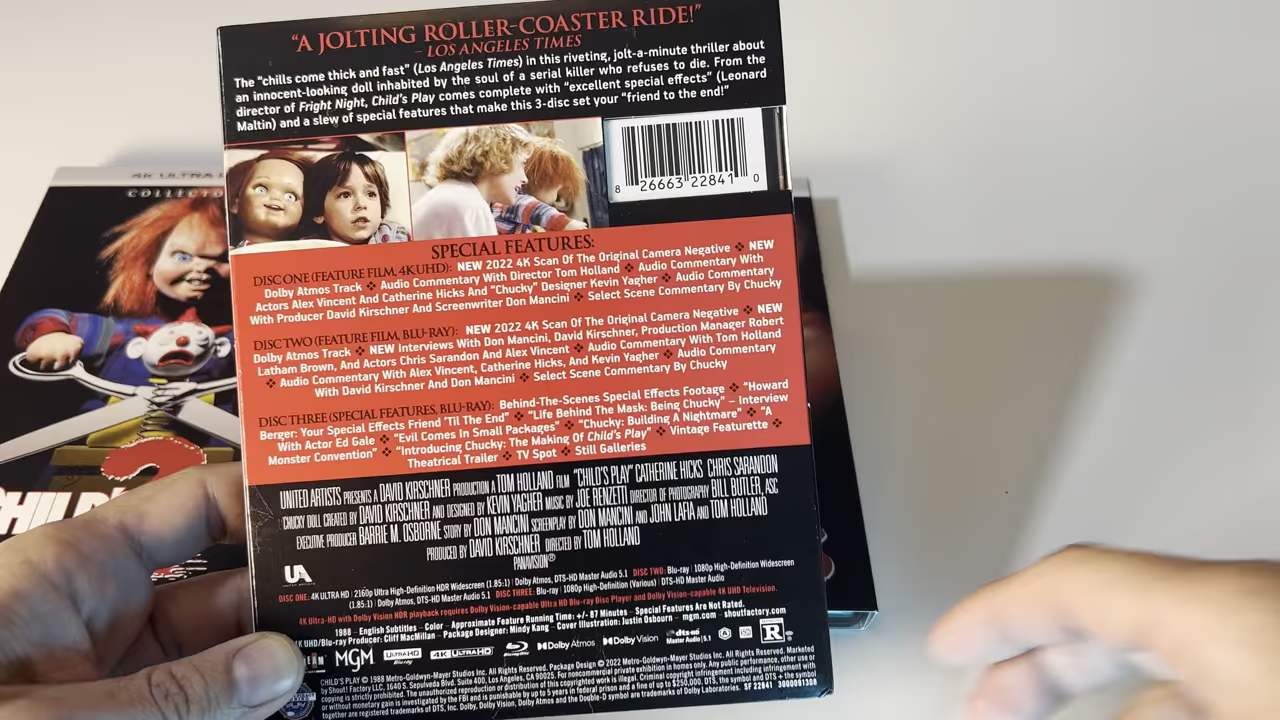 "A JOLTING ROLLER-COASTER RIDE!"
– LOS ANGELES TIMES
The "chills come thick and fast" (Los Angeles Times) in this riveting, jolt-a-minute thriller about
an innocent-looking doll inhabited by the soul of a serial killer who refuses to die. From the
director of Fright Night, Child's Play comes complete with "excellent special effects" (Leonard
Maltin) and a slew of special features that make this 3-disc set your "friend to the end!"
8 26663 22841 0
4K ULTRA
COLLECTO
CHILD'
2
SPECIAL FEATURES:
DISC ONE (FEATURE FILM, 4K UHD): NEW 2022 4K Scan Of The Original Camera Negative ❖ NEW
Dolby Atmos Track ❖ Audio Commentary With Director Tom Holland ❖ Audio Commentary With
Actors Alex Vincent And Catherine Hicks And "Chucky" Designer Kevin Yagher ❖ Audio Commentary
With Producer David Kirschner And Screenwriter Don Mancini ❖ Select Scene Commentary By Chucky
DISC TWO (FEATURE FILM, BLU-RAY): NEW 2022 4K Scan Of The Original Camera Negative ❖ NEW
Dolby Atmos Track ❖ NEW Interviews With Don Mancini, David Kirschner, Production Manager Robert
Latham Brown, And Actors Chris Sarandon And Alex Vincent ❖ Audio Commentary With Tom Holland
❖ Audio Commentary With Alex Vincent, Catherine Hicks, And Kevin Yagher ❖ Audio Commentary
With David Kirschner And Don Mancini ❖ Select Scene Commentary By Chucky
DISC THREE (SPECIAL FEATURES, BLU-RAY): Behind-The-Scenes Special Effects Footage ❖ "Howard
Berger: Your Special Effects Friend 'Til The End" ❖ "Life Behind The Mask: Being Chucky" – Interview
With Actor Ed Gale ❖ "Evil Comes In Small Packages" ❖ "Chucky: Building A Nightmare" ❖ "A
Monster Convention" ❖ "Introducing Chucky: The Making Of Child's Play" ❖ Vintage Featurette ❖
Theatrical Trailer ❖ TV Spot ❖ Still Galleries
UNITED ARTISTS PRESENTS A DAVID KIRSCHNER PRODUCTION A TOM HOLLAND FILM "CHILD'S PLAY" CATHERINE HICKS CHRIS SARANDON
CHUCKY DOLL CREATED BY DAVID KIRSCHNER AND DESIGNED BY KEVIN YAGHER MUSIC BY JOE RENZETTI DIRECTOR OF PHOTOGRAPHY BILL BUTLER, ASC
EXECUTIVE PRODUCER BARRIE M. OSBORNE STORY BY DON MANCINI SCREENPLAY BY DON MANCINI AND JOHN LAFIA AND TOM HOLLAND
PRODUCED BY DAVID KIRSCHNER DIRECTED BY TOM HOLLAND
PANAVISION®
UA
UNITED ARTISTS
DISC ONE: 4K ULTRA HD | 2160p Ultra High-Definition HDR Widescreen (1.85:1) | Dolby Atmos, DTS-HD Master Audio 5.1 DISC TWO: Blu-ray | 1080p High-Definition Widescreen
(1.85:1) | Dolby Atmos, DTS-HD Master Audio 5.1 DISC THREE: Blu-ray | 1080p High-Definition (Various) | DTS-HD Master Audio
4K Ultra-HD with Dolby Vision HDR playback requires Dolby Vision-capable Ultra HD Blu-ray Disc Player and Dolby Vision-capable 4K UHD Television.
1988 – English Subtitles – Color – Approximate Feature Running Time: +/- 87 Minutes – Special Features Are Not Rated.
UHD/Blu-ray Producer: Cliff MacMillan – Package Designer: Mindy Kang – Cover Illustration: Justin Osbourn – mgm.com – shoutfactory.com
MGM ULTRA HD Blu-ray 4K ULTRA HD Blu-ray Disc Dolby Atmos Dolby Vision dts-HD Master Audio | 5.1 R
CHILD'S PLAY © 1988 Metro-Goldwyn-Mayer Studios Inc. All Rights Reserved. Package Design © 2022 Metro-Goldwyn-Mayer Studios Inc. All Rights Reserved. Marketed
by Shout! Factory LLC, 1640 S. Sepulveda Blvd. Suite 400, Los Angeles, CA 90025. For noncommercial private exhibition in homes only. Any public performance, other use or
copying is strictly prohibited. The unauthorized reproduction or distribution of this copyrighted work is illegal. Criminal copyright infringement including infringement
without monetary gain is investigated by the FBI and is punishable by up to 5 years in federal prison and a fine of up to $250,000. DTS, the symbol and DTS + the symbol
together are registered trademarks of DTS, Inc. Dolby, Dolby Vision, Dolby Atmos and the Double-D symbol are trademarks of Dolby Laboratories. SF 22841 3000091308